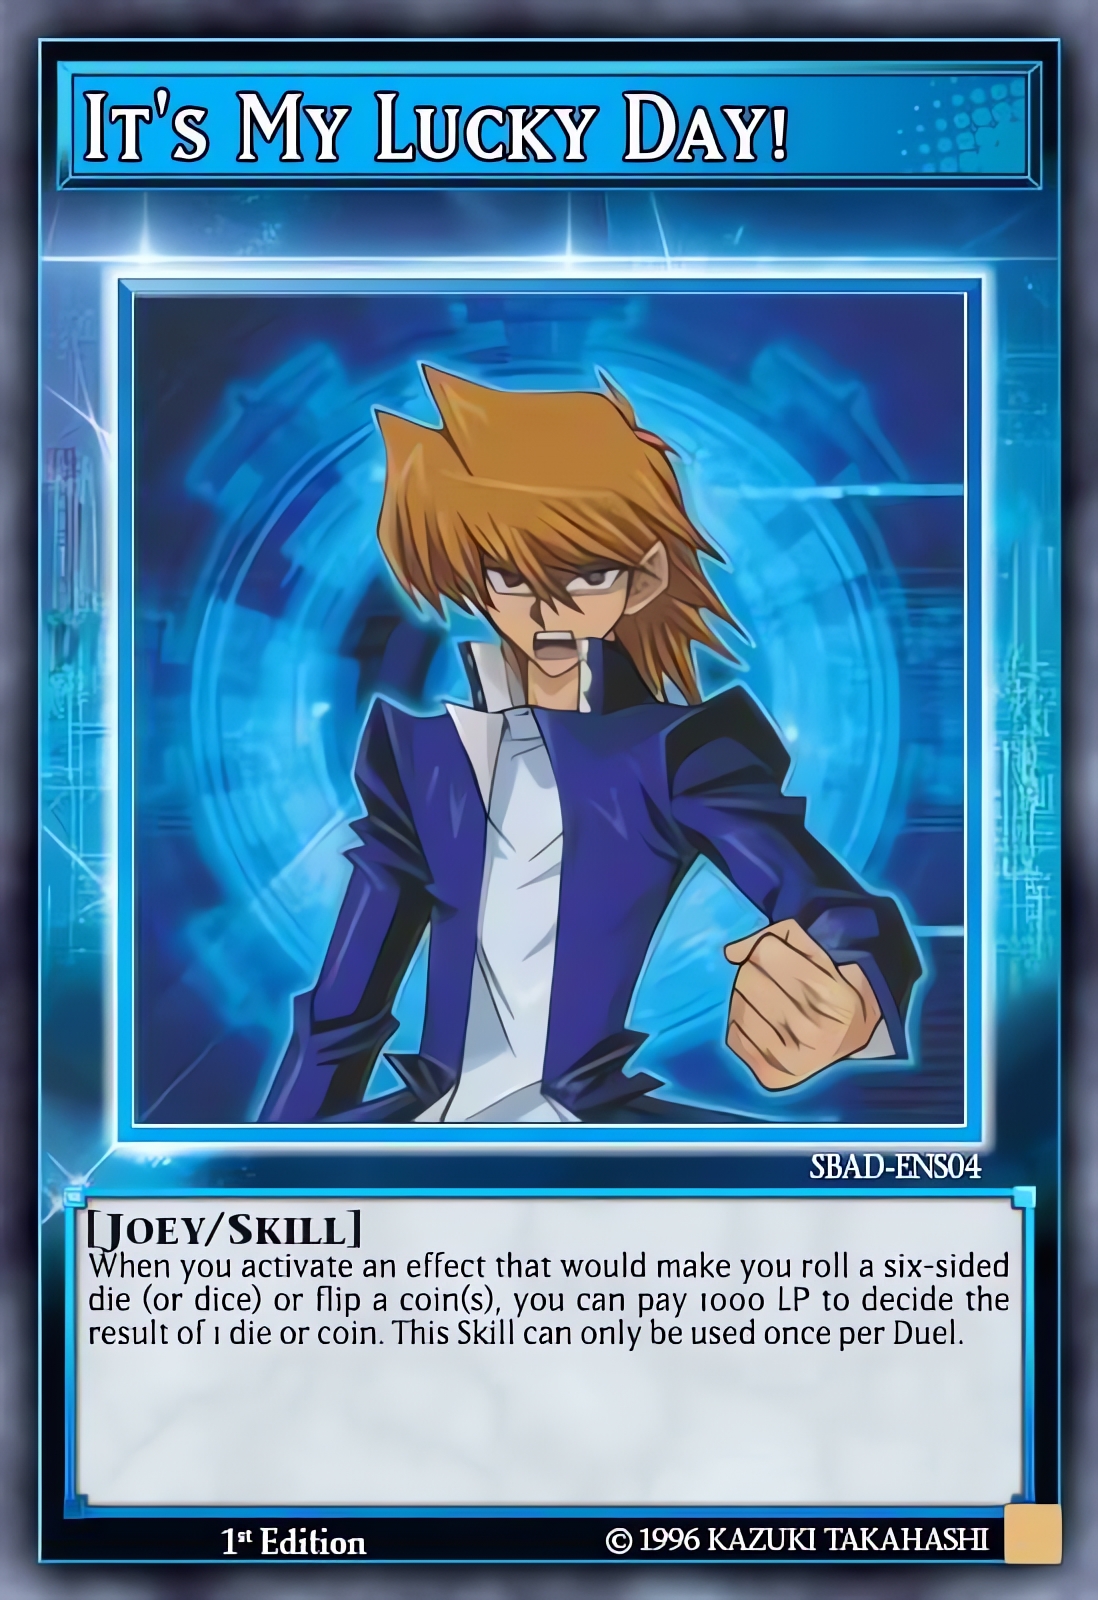 It's My Lucky Day!
SBAD-ENS04
[Joey/Skill]
When you activate an effect that would make you roll a six-sided
die (or dice) or flip a coin(s), you can pay 1000 LP to decide the
result of 1 die or coin. This Skill can only be used once per Duel.
1st Edition
© 1996 KAZUKI TAKAHASHI